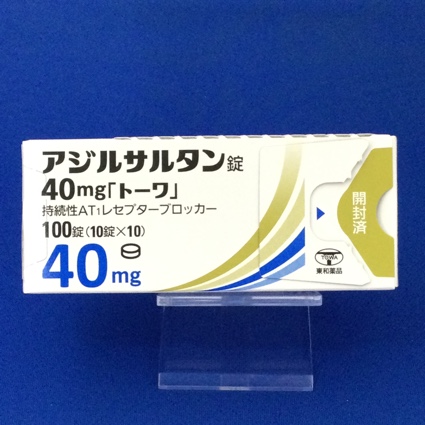 アジルサルタン錠
40mg「トーワ」
持続性AT₁レセプターブロッカー
100錠(10錠×10)
40mg
開封済
TOWA
東和薬品